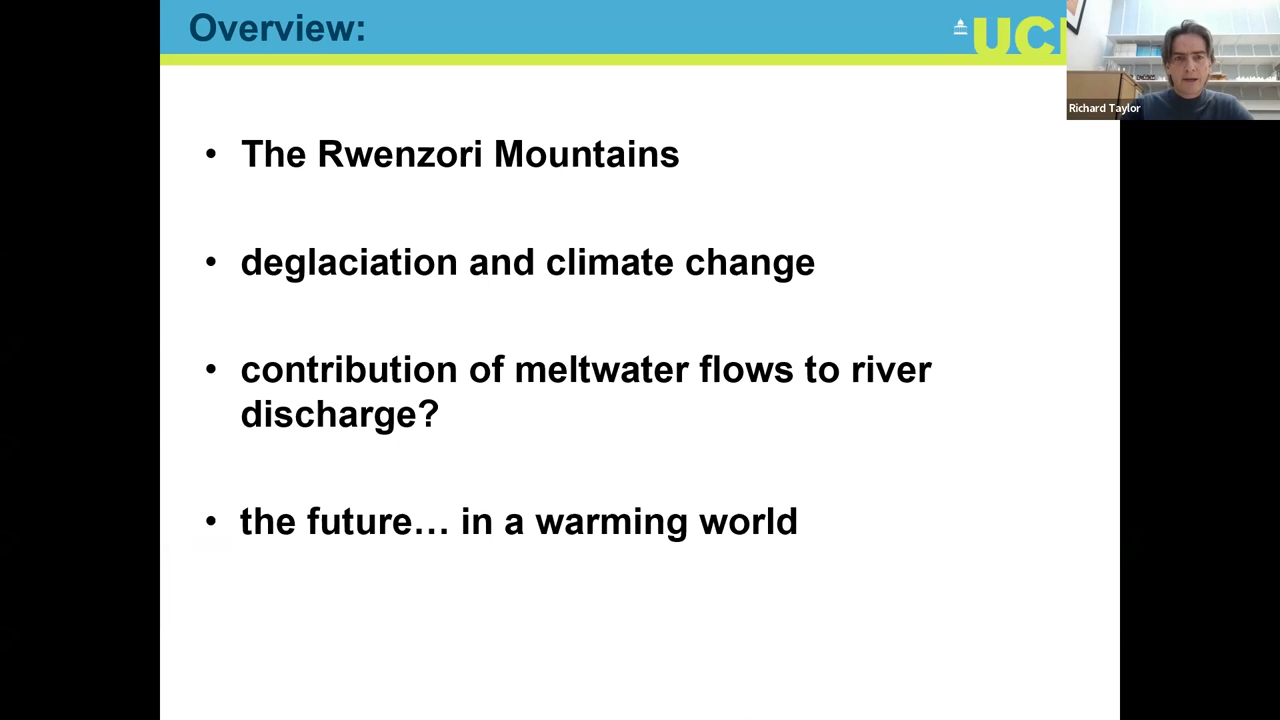 Overview:
UCL
Richard Taylor
• The Rwenzori Mountains
• deglaciation and climate change
• contribution of meltwater flows to river
discharge?
• the future… in a warming world